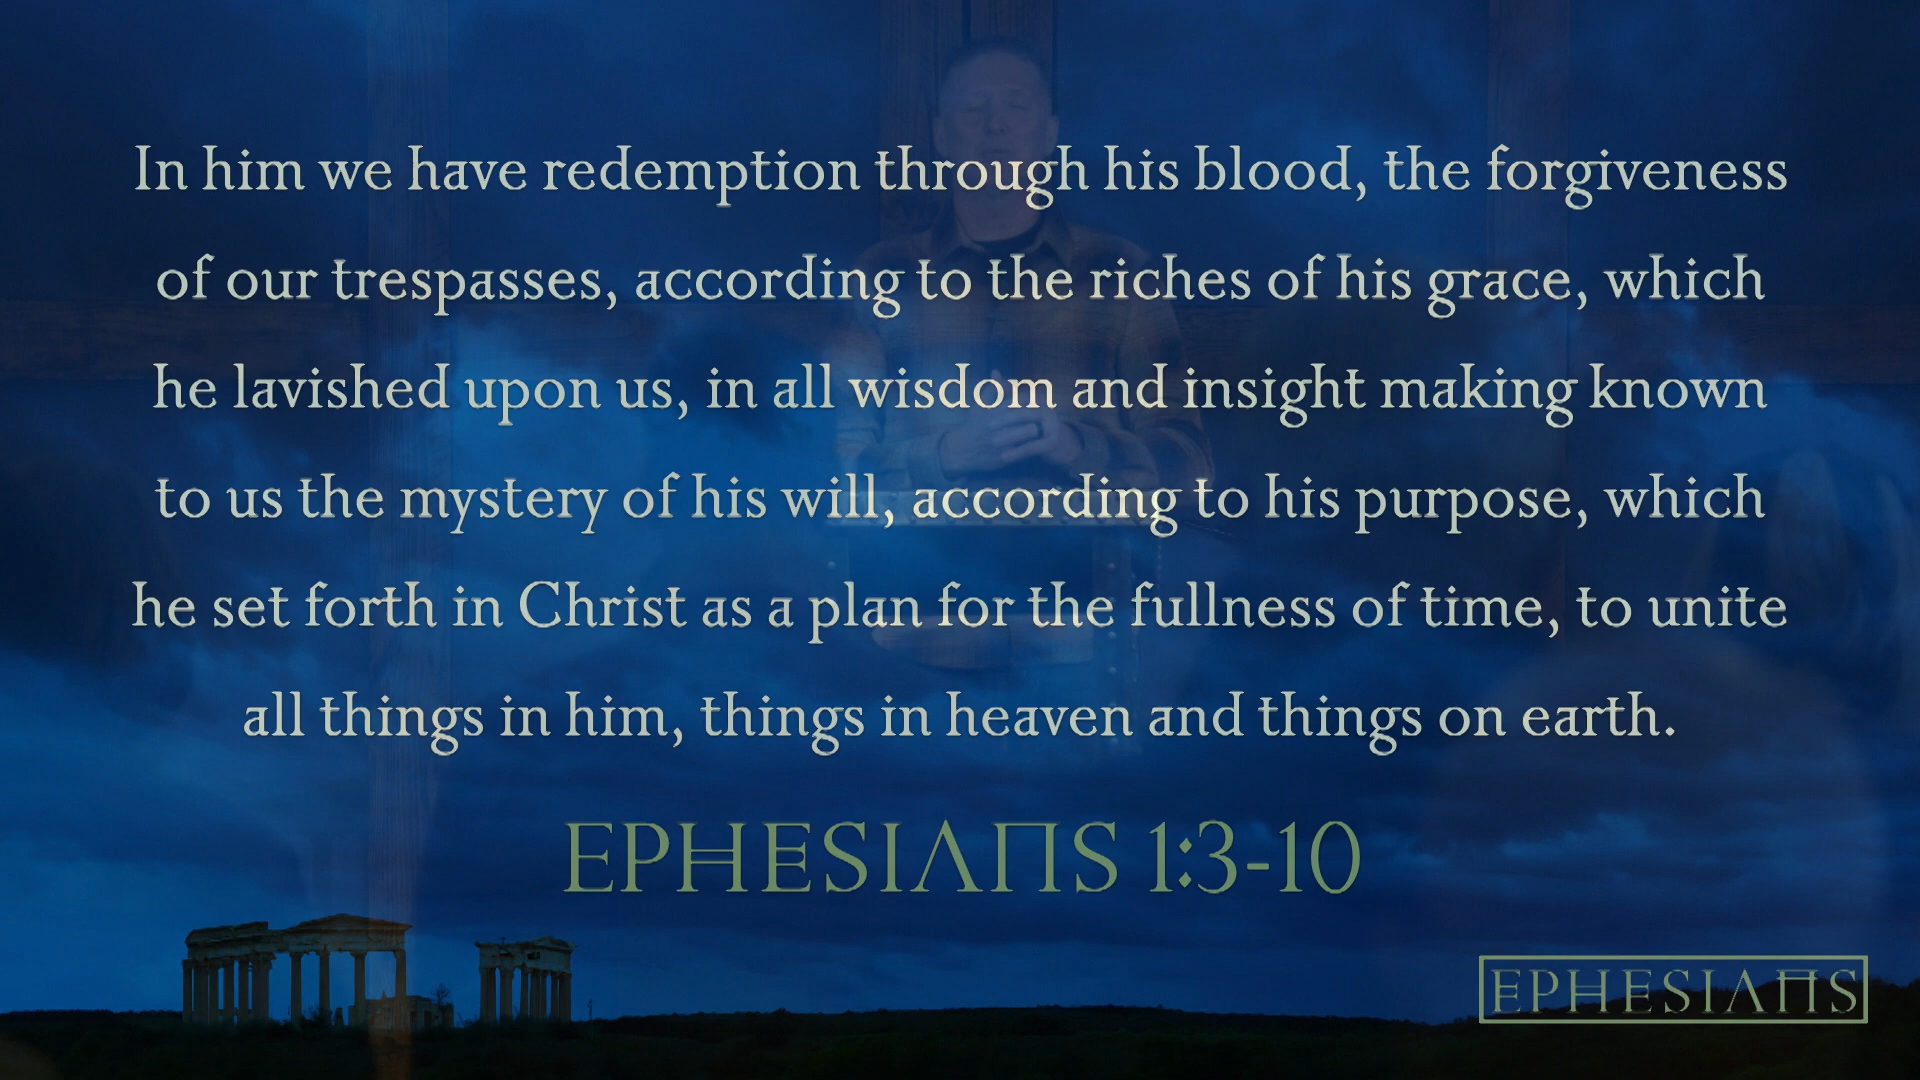 In him we have redemption through his blood, the forgiveness
of our trespasses, according to the riches of his grace, which
he lavished upon us, in all wisdom and insight making known
to us the mystery of his will, according to his purpose, which
he set forth in Christ as a plan for the fullness of time, to unite
all things in him, things in heaven and things on earth.
EPHESIANS 1:3-10
EPHESIANS